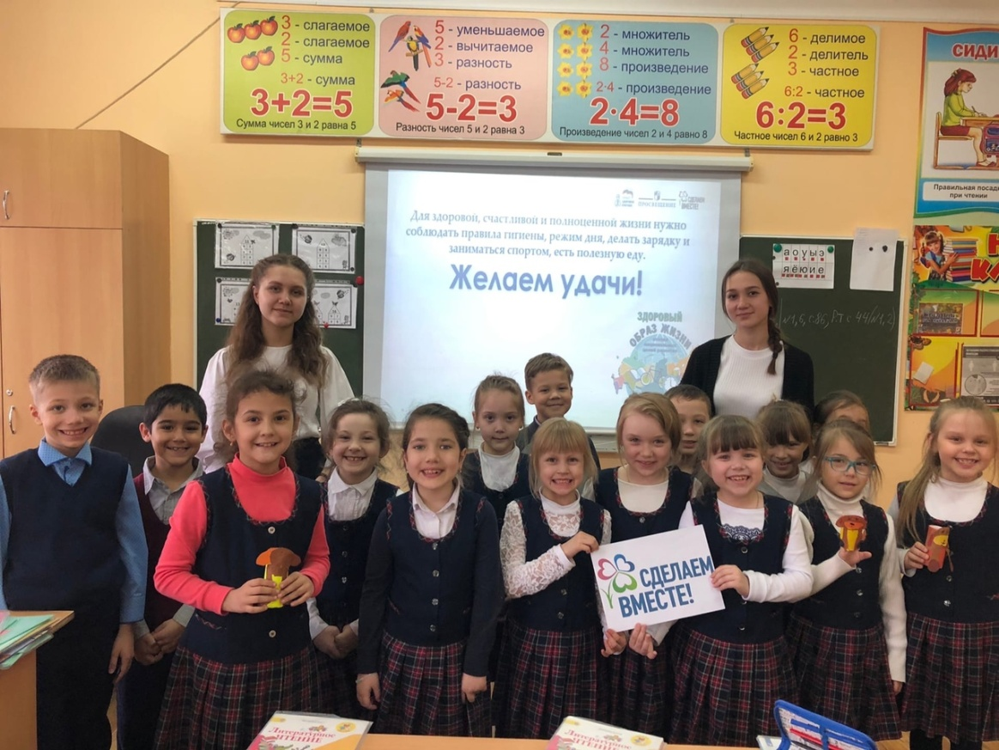 3 - слагаемое
2 - слагаемое
5 - сумма
3+2 - сумма
3+2=5
Сумма чисел 3 и 2 равна 5
5 - уменьшаемое
2 - вычитаемое
3 - разность
5-2 - разность
5-2=3
Разность чисел 5 и 2 равна 3
2 - множитель
4 - множитель
8 - произведение
2·4 - произведение
2·4=8
Произведение чисел 2 и 4 равно 8
6 - делимое
2 - делитель
3 - частное
6:2 - частное
6:2=3
Частное чисел 6 и 2 равно 3
СИДИ
Правильная поса
при чтении
ПРОСВЕЩЕНИЕ
СДЕЛАЕМ
ВМЕСТЕ!
Для здоровой, счастливой и полноценной жизни нужно
соблюдать правила гигиены, режим дня, делать зарядку и
заниматься спортом, есть полезную еду.
Желаем удачи!
ЗДОРОВЫЙ
ОБРАЗ ЖИЗНИ
а о у ы э
я ё ю и е
СДЕЛАЕМ
ВМЕСТЕ!
Литературное
ЧТЕНИЕ
Литературное
ЧТЕНИЕ